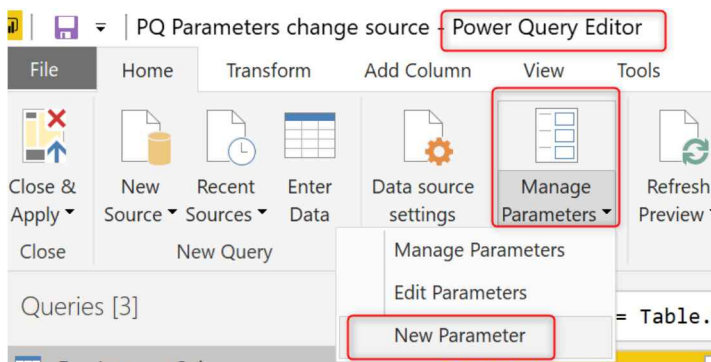 PQ Parameters change source - Power Query Editor
File Home Transform Add Column View Tools
Close & Apply
New Source
Recent Sources
Enter Data
Data source settings
Manage Parameters
Refresh Preview
Close New Query
Manage Parameters
Edit Parameters
New Parameter
Queries [3]
= Table.